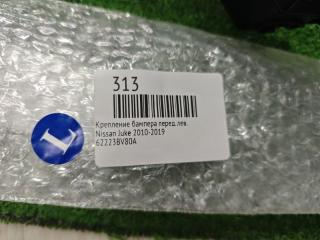 313
Крепление бампера перед.лев.
Nissan Juke 2010-2019
62223BV80A
L